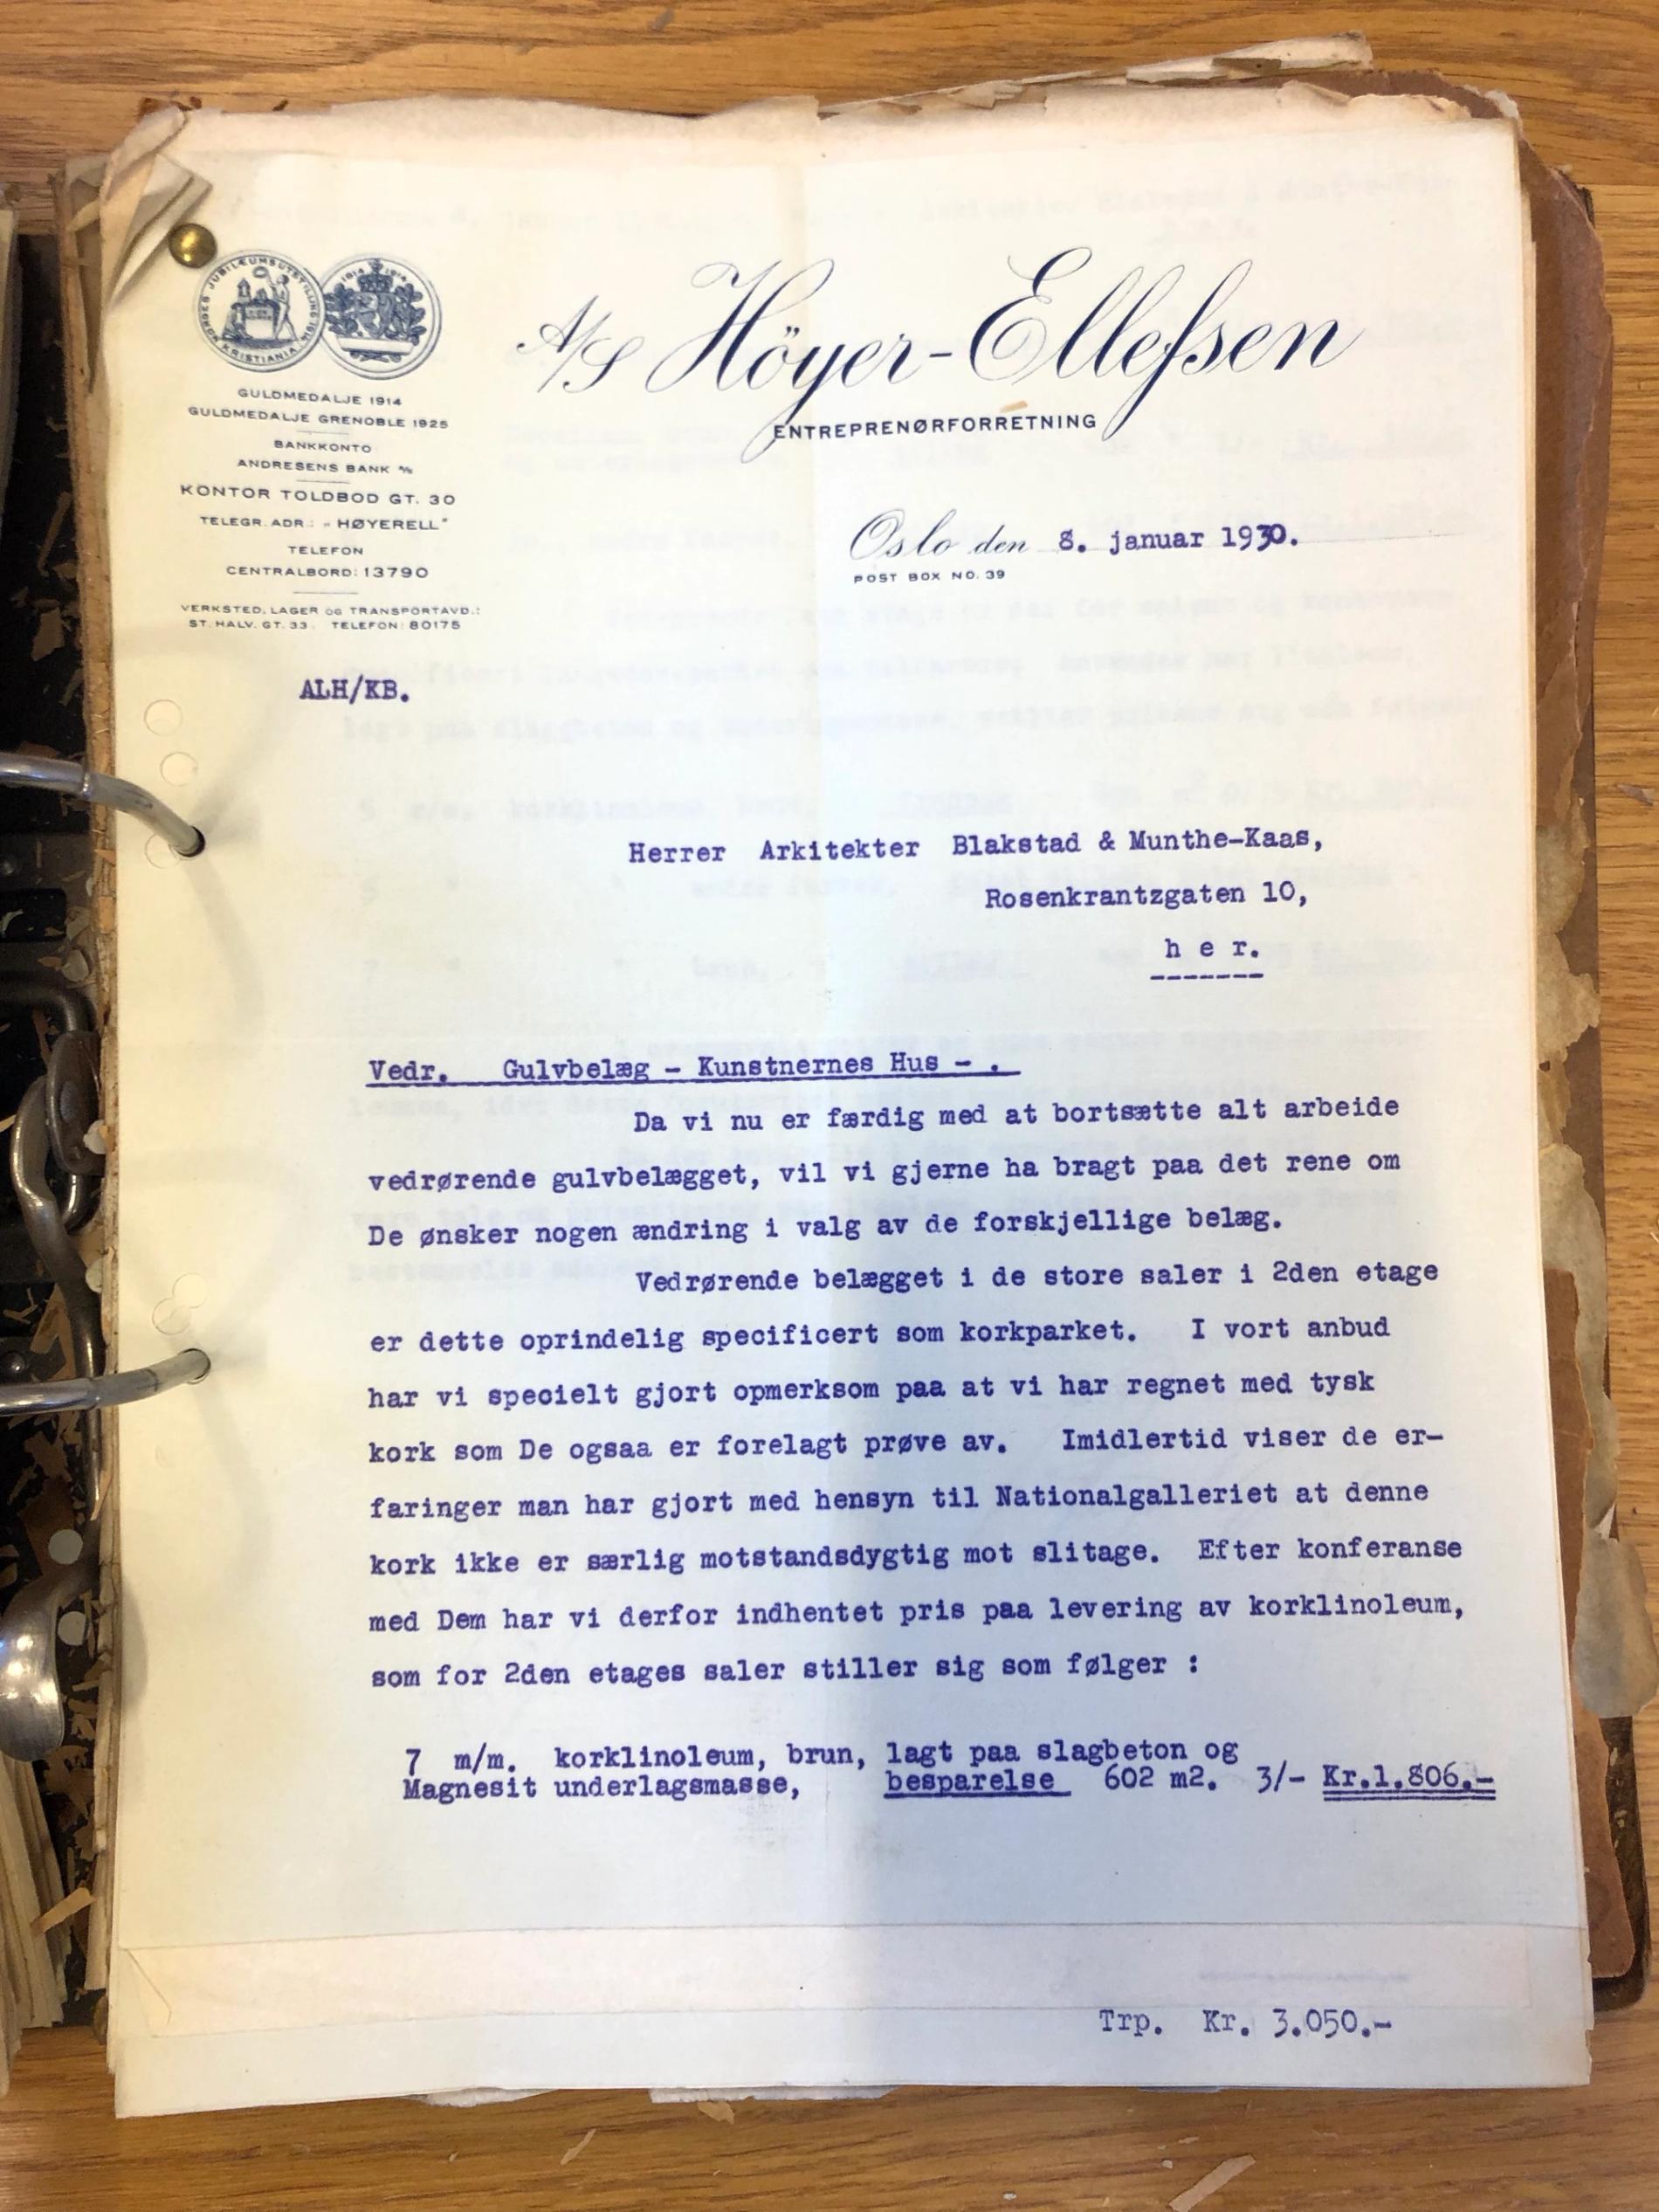 NORGES JUBILÆUMSUTSTILLING 1914
KRISTIANIA
1914 1914
A/S Höyer-Ellefsen
ENTREPRENØRFORRETNING
GULDMEDALJE 1914
GULDMEDALJE GRENOBLE 1925
BANKKONTO
ANDRESENS BANK A/S
KONTOR TOLDBOD GT. 30
TELEGR. ADR.: "HØYERELL"
TELEFON
CENTRALBORD: 13790
VERKSTED, LAGER OG TRANSPORTAVD.:
ST. HALV. GT. 33. TELEFON: 80175
Oslo den 8. januar 1930.
POST BOX NO. 39
ALH/KB.
Herrer Arkitekter Blakstad & Munthe-Kaas,
Rosenkrantzgaten 10,
h e r.
-------
Vedr. Gulvbelæg - Kunstnernes Hus - .
Da vi nu er færdig med at bortsætte alt arbeide
vedrørende gulvbelægget, vil vi gjerne ha bragt paa det rene om
De ønsker nogen ændring i valg av de forskjellige belæg.
Vedrørende belægget i de store saler i 2den etage
er dette oprindelig specificert som korkparket. I vort anbud
har vi specielt gjort opmerksom paa at vi har regnet med tysk
kork som De ogsaa er forelagt prøve av. Imidlertid viser de er-
faringer man har gjort med hensyn til Nationalgalleriet at denne
kork ikke er særlig motstandsdygtig mot slitage. Efter konferanse
med Dem har vi derfor indhentet pris paa levering av korklinoleum,
som for 2den etages saler stiller sig som følger :
7 m/m. korklinoleum, brun, lagt paa slagbeton og
Magnesit underlagsmasse, besparelse 602 m2. 3/- Kr.1.806.-
Trp. Kr. 3.050.-